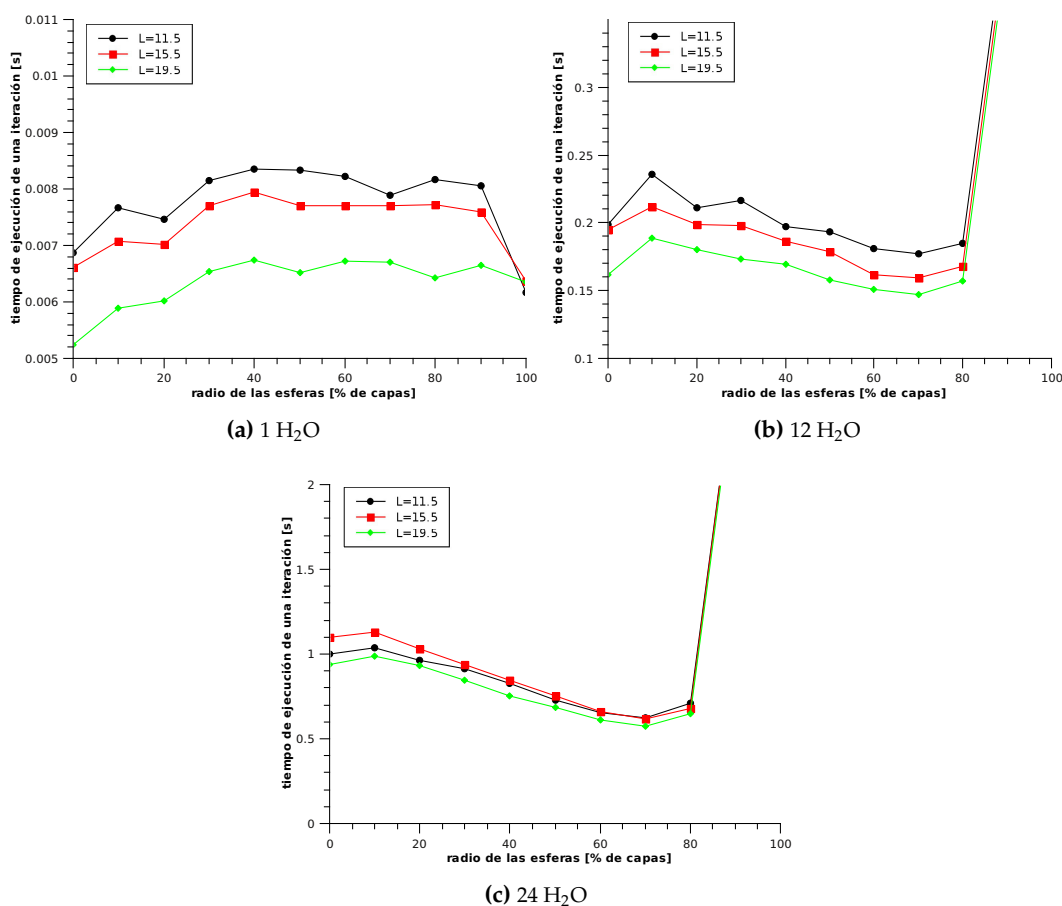 tiempo de ejecución de una iteración [s]
0.011
0.01
0.009
0.008
0.007
0.006
0.005
L=11.5
L=15.5
L=19.5
0 20 40 60 80 100
radio de las esferas [% de capas]
(a) 1 H₂O
tiempo de ejecución de una iteración [s]
0.3
0.25
0.2
0.15
0.1
L=11.5
L=15.5
L=19.5
0 20 40 60 80 100
radio de las esferas [% de capas]
(b) 12 H₂O
tiempo de ejecución de una iteración [s]
2
1.5
1
0.5
0
L=11.5
L=15.5
L=19.5
0 20 40 60 80 100
radio de las esferas [% de capas]
(c) 24 H₂O